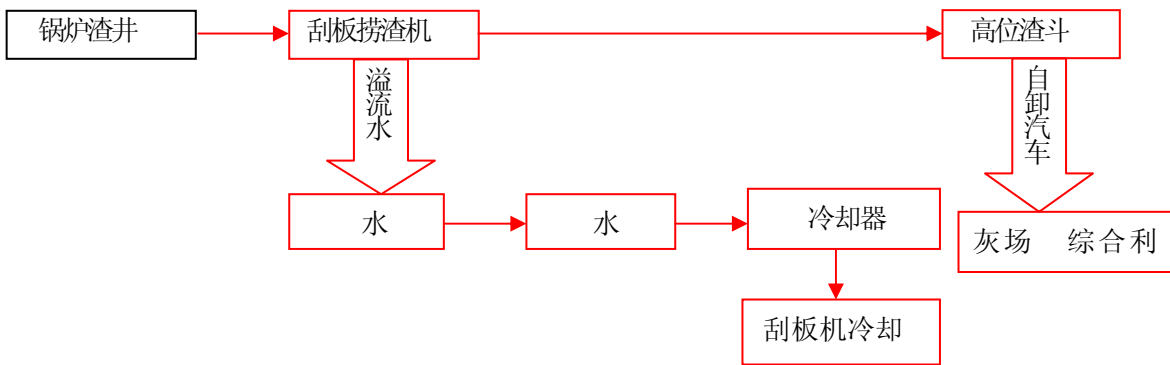 锅炉渣井
刮板捞渣机
高位渣斗
溢流水
自卸汽车
水
水
冷却器
灰场 综合利
刮板机冷却